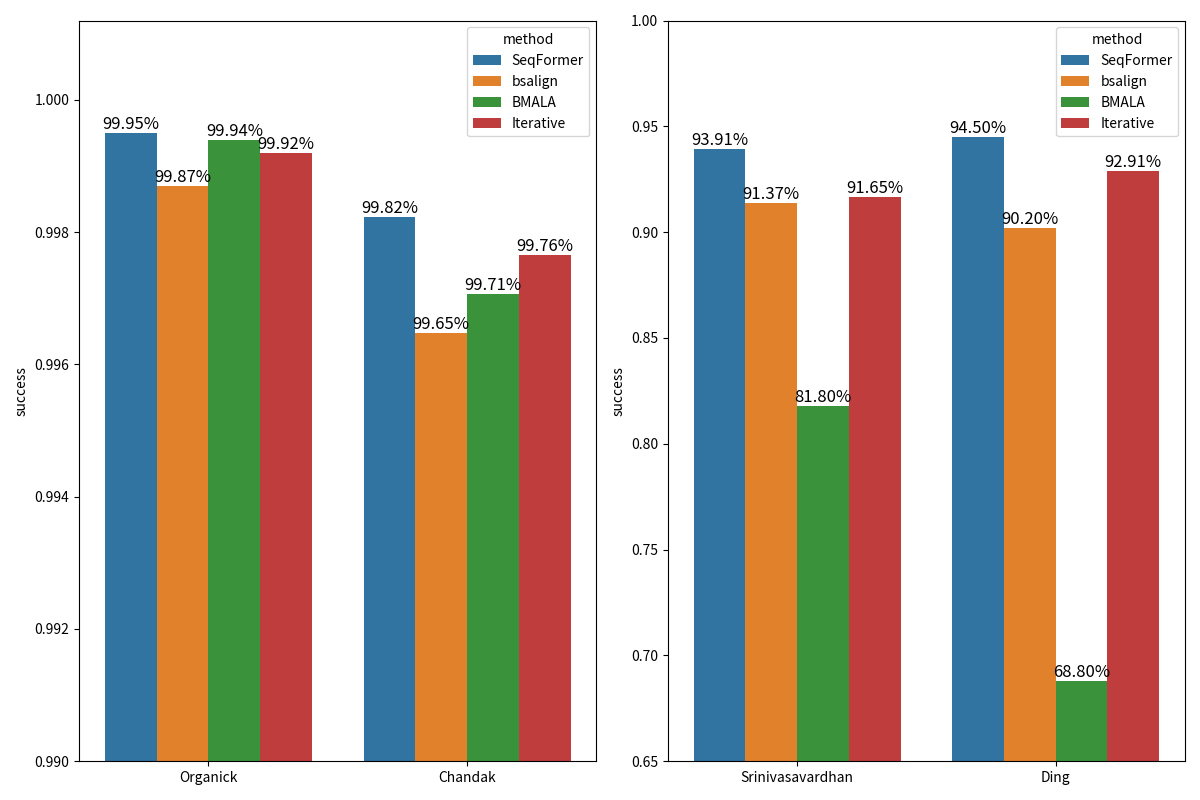 success
1.000
0.998
0.996
0.994
0.992
0.990
method
SeqFormer
bsalign
BMALA
Iterative
99.95%
99.87%
99.94%
99.92%
99.82%
99.65%
99.71%
99.76%
Organick
Chandak
success
1.00
0.95
0.90
0.85
0.80
0.75
0.70
0.65
method
SeqFormer
bsalign
BMALA
Iterative
93.91%
91.37%
81.80%
91.65%
94.50%
90.20%
68.80%
92.91%
Srinivasavardhan
Ding